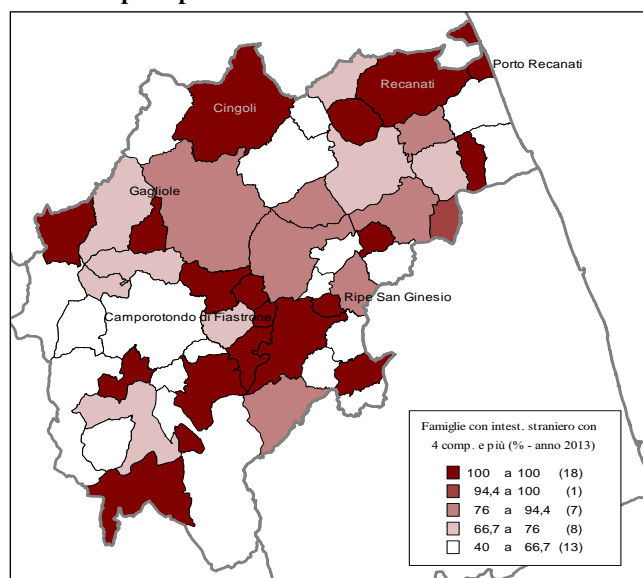 Porto Recanati
Recanati
Cingoli
Gagliole
Ripe San Ginesio
Camporotondo di Fiastrone
Famiglie con intest. straniero con
4 comp. e più (% - anno 2013)
100 a 100 (18)
94,4 a 100 (1)
76 a 94,4 (7)
66,7 a 76 (8)
40 a 66,7 (13)